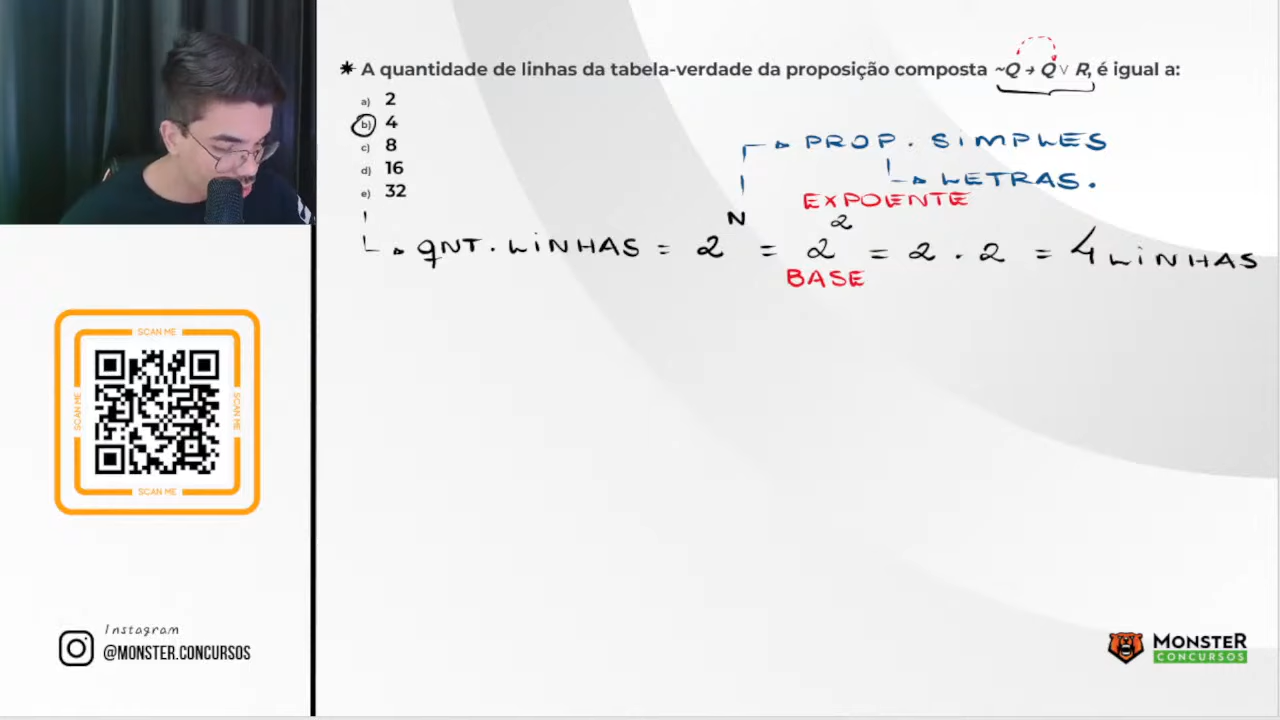 * A quantidade de linhas da tabela-verdade da proposição composta ~Q → Q ∨ R, é igual a:
a) 2
b) 4
c) 8
d) 16
e) 32
PROP. SIMPLES
LETRAS.
EXPOENTE
QNT. LINHAS = 2^N = 2^2 = 2 . 2 = 4 LINHAS
BASE
SCAN ME
SCAN ME
SCAN ME
SCAN ME
Instagram
@MONSTER.CONCURSOS
MONSTER
CONCURSOS